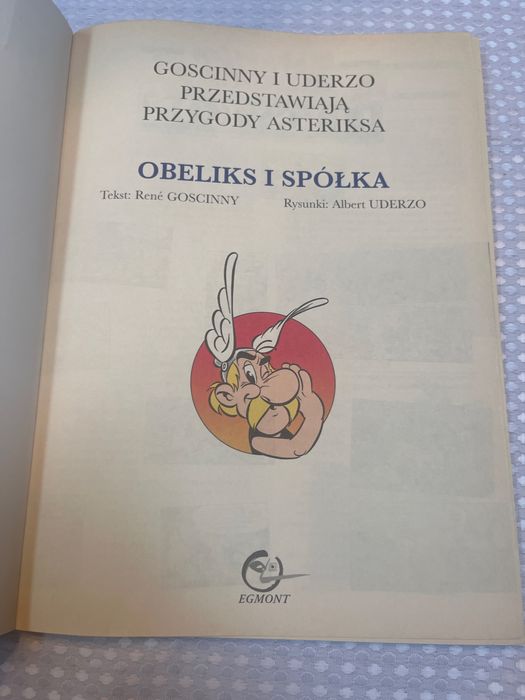 GOSCINNY I UDERZO
PRZEDSTAWIAJĄ
PRZYGODY ASTERIKSA
OBELIKS I SPÓŁKA
Tekst: René GOSCINNY Rysunki: Albert UDERZO
EGMONT